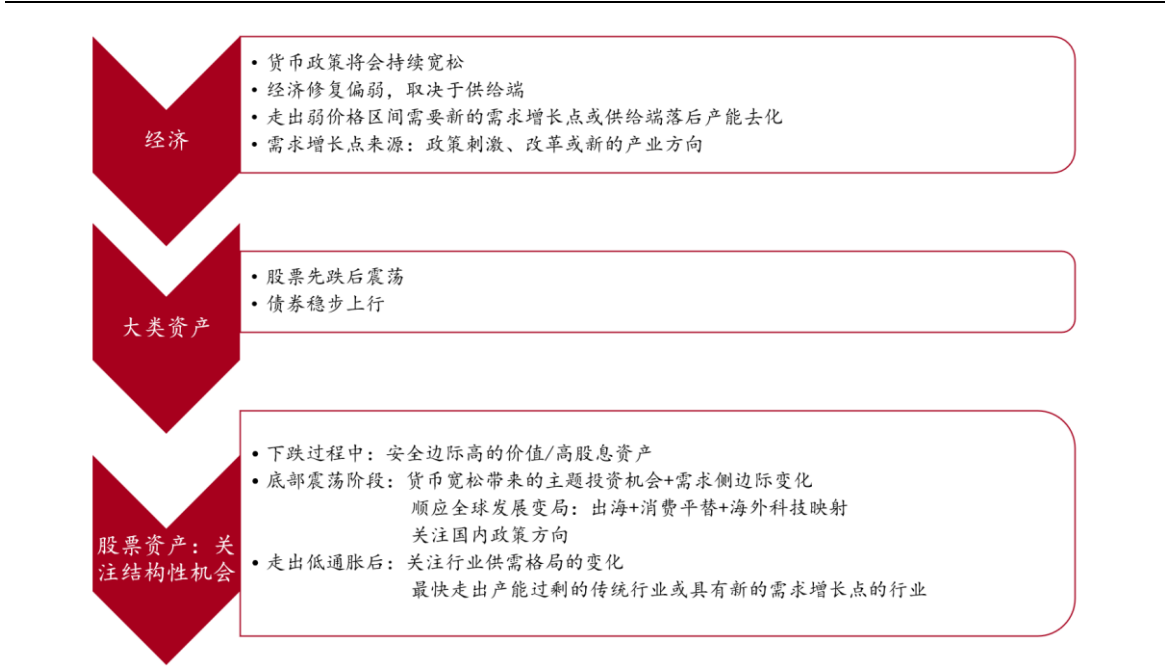 经济
• 货币政策将会持续宽松
• 经济修复偏弱，取决于供给端
• 走出弱价格区间需要新的需求增长点或供给端落后产能去化
• 需求增长点来源：政策刺激、改革或新的产业方向
大类资产
• 股票先跌后震荡
• 债券稳步上行
股票资产：关
注结构性机会
• 下跌过程中：安全边际高的价值/高股息资产
• 底部震荡阶段：货币宽松带来的主题投资机会+需求侧边际变化
顺应全球发展变局：出海+消费平替+海外科技映射
关注国内政策方向
• 走出低通胀后：关注行业供需格局的变化
最快走出产能过剩的传统行业或具有新的需求增长点的行业